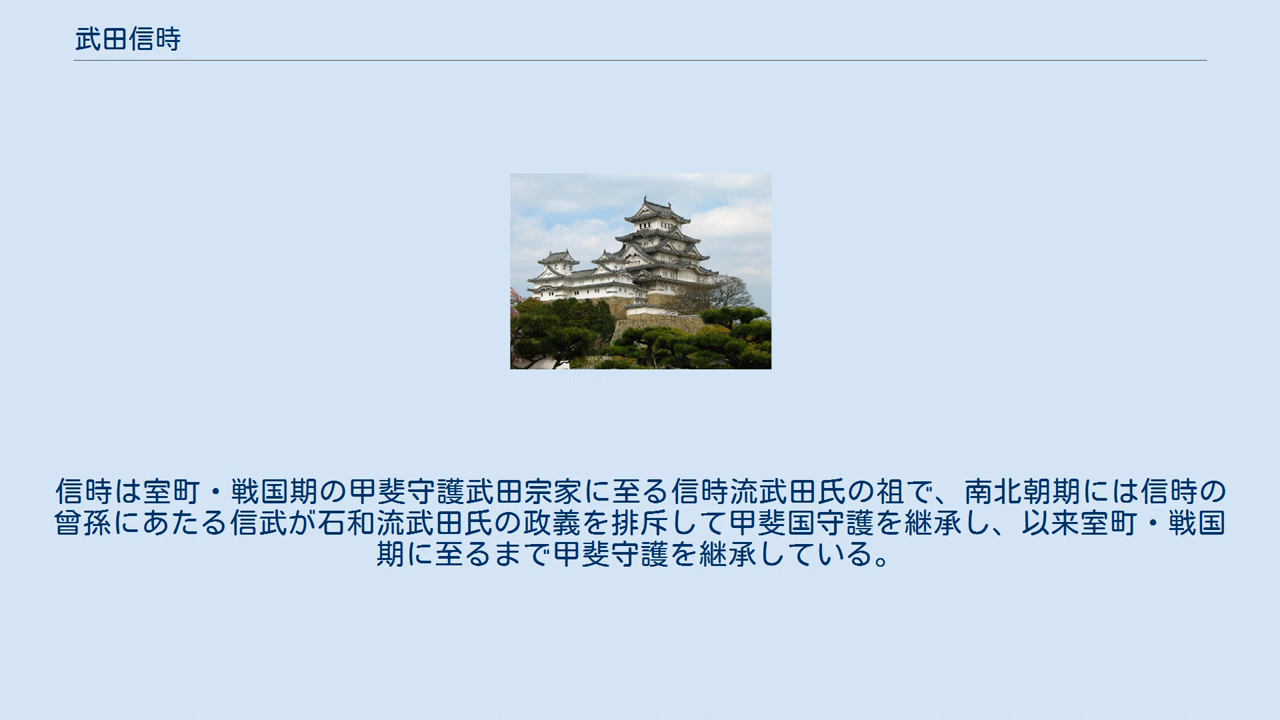 武田信時
信時は室町・戦国期の甲斐守護武田宗家に至る信時流武田氏の祖で、南北朝期には信時の
曾孫にあたる信武が石和流武田氏の政義を排斥して甲斐国守護を継承し、以来室町・戦国
期に至るまで甲斐守護を継承している。